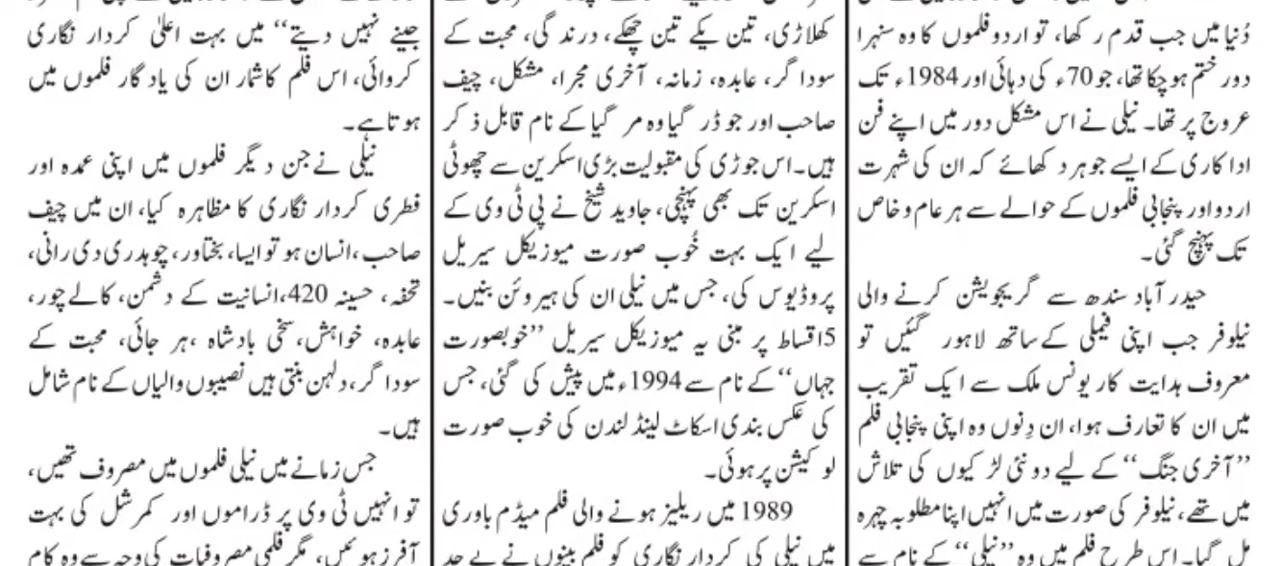 دُنیا میں جب قدم رکھا، تو اردو فلموں کا وہ سنہرا
دور ختم ہوچکا تھا، جو 70ء کی دہائی اور 1984ء تک
عروج پر تھا۔ نیلی نے اس مشکل دور میں اپنے فن
اداکاری کے ایسے جوہر دکھائے کہ ان کی شہرت
اردو اور پنجابی فلموں کے حوالے سے ہر عام و خاص
تک پہنچ گئی۔
حیدرآباد سندھ سے گریجویشن کرنے والی
نیلوفر جب اپنی فیملی کے ساتھ لاہور گئیں تو
معروف ہدایت کار یونس ملک سے ایک تقریب
میں ان کا تعارف ہوا، ان دِنوں وہ اپنی پنجابی فلم
’’آخری جنگ‘‘ کے لیے دو نئی لڑکیوں کی تلاش
میں تھے، نیلوفر کی صورت میں انہیں اپنا مطلوبہ چہرہ
مل گیا۔ اس طرح فلم میں وہ ’’نیلی‘‘ کے نام سے
کھلاڑی، تین یکے تین چھکے، درندگی، محبت کے
سوداگر، عابدہ، زمانہ، آخری مجرا، مشکل، چیف
صاحب اور جو ڈر گیا وہ مر گیا کے نام قابل ذکر
ہیں۔ اس جوڑی کی مقبولیت بڑی اسکرین سے چھوٹی
اسکرین تک بھی پہنچی، جاوید شیخ نے پی ٹی وی کے
لیے ایک بہت خُوب صورت میوزیکل سیریل
پروڈیوس کی، جس میں نیلی ان کی ہیروئن بنیں۔
5اقساط پر مبنی یہ میوزیکل سیریل ’’خوبصورت
جہاں‘‘ کے نام سے 1994ء میں پیش کی گئی، جس
کی عکس بندی اسکاٹ لینڈ لندن کی خوب صورت
لوکیشن پر ہوئی۔
1989 میں ریلیز ہونے والی فلم میڈم باوری
میں نیلی کی کردار نگاری کو فلم بینوں نے بے حد
جینے نہیں دیتے‘‘ میں بہت اعلیٰ کردار نگاری
کروائی، اس فلم کا شمار ان کی یادگار فلموں میں
ہوتا ہے۔
نیلی نے جن دیگر فلموں میں اپنی عمدہ اور
فطری کردار نگاری کا مظاہرہ کیا، ان میں چیف
صاحب، انسان ہو تو ایسا، بختاور، چوہدری دی رانی،
تحفہ، حسینہ 420، انسانیت کے دشمن، کالے چور،
عابدہ، خواہش، سخی بادشاہ، ہرجائی، محبت کے
سوداگر، دلہن بنتی ہیں نصیبوں والیاں کے نام شامل
ہیں۔
جس زمانے میں نیلی فلموں میں مصروف تھیں،
تو انہیں ٹی وی پر ڈراموں اور کمرشل کی بہت
آفرز ہوئیں، مگر فلمی مصروفیات کی وجہ سے وہ کام